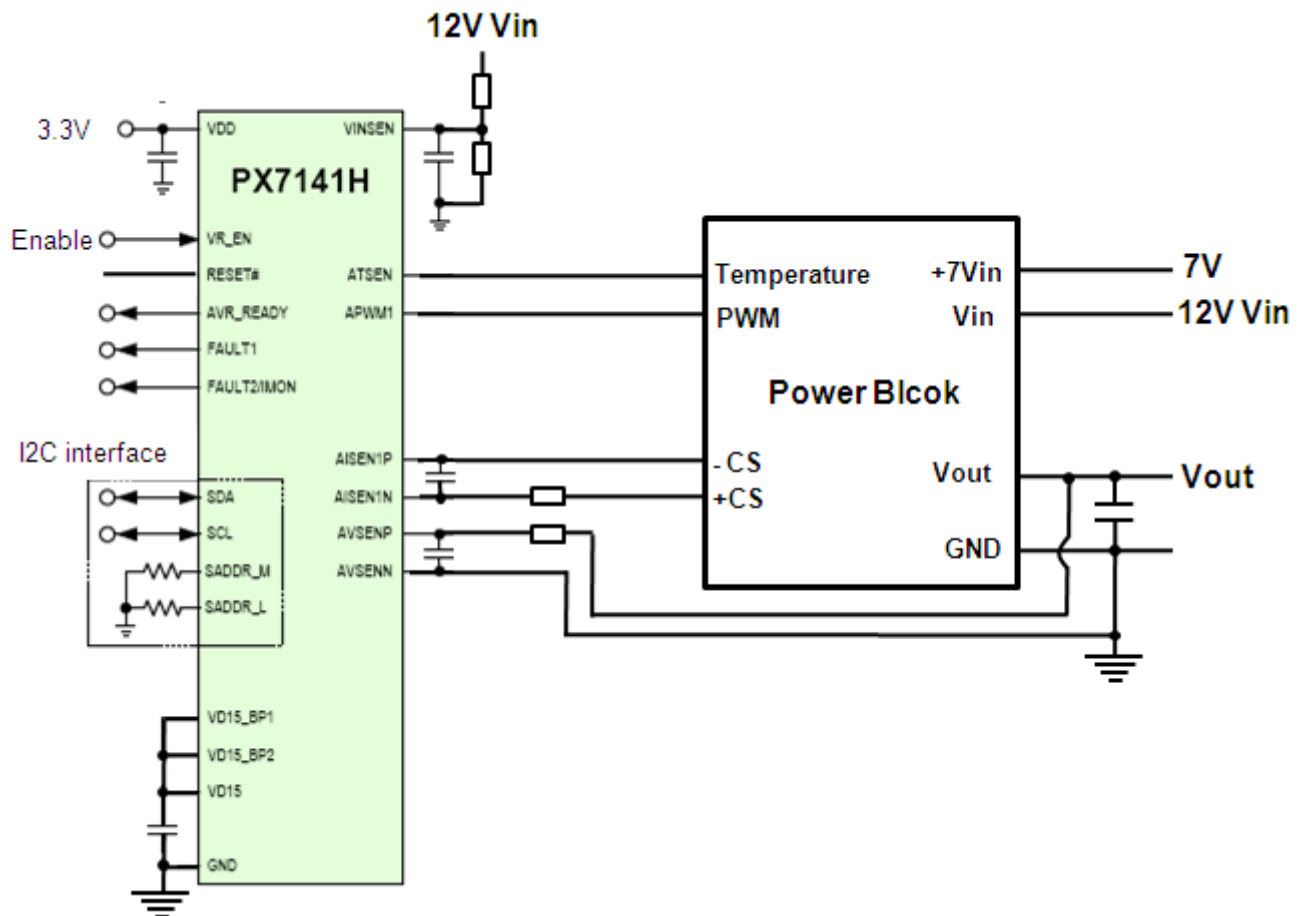 12V Vin
3.3V
VDD
VINSEN
PX7141H
Enable
VR_EN
RESET#
ATSEN
Temperature
+7Vin
7V
AVR_READY
APWM1
PWM
Vin
12V Vin
FAULT1
FAULT2/IMON
Power Blcok
I2C interface
AISEN1P
-CS
Vout
Vout
SDA
AISEN1N
+CS
SCL
AVSENP
GND
SADDR_M
AVSENN
SADDR_L
VD15_BP1
VD15_BP2
VD15
GND